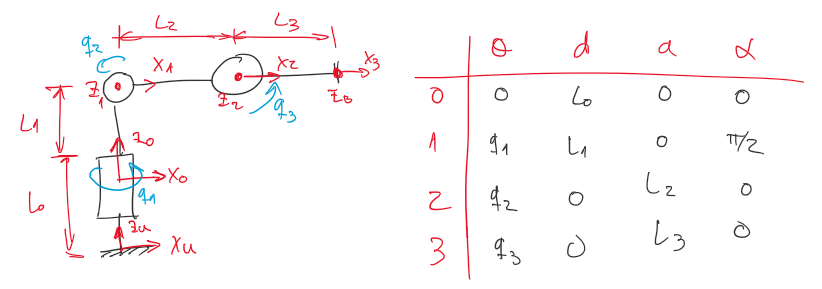 L2 L3
q2
X1 X2 X3
Z1 Z2 Z3
q3
L1
Z0
X0
q1
L0
Zu
Xu
θ d a α
0 0 L0 0 0
1 q1 L1 0 π/2
2 q2 0 L2 0
3 q3 0 L3 0